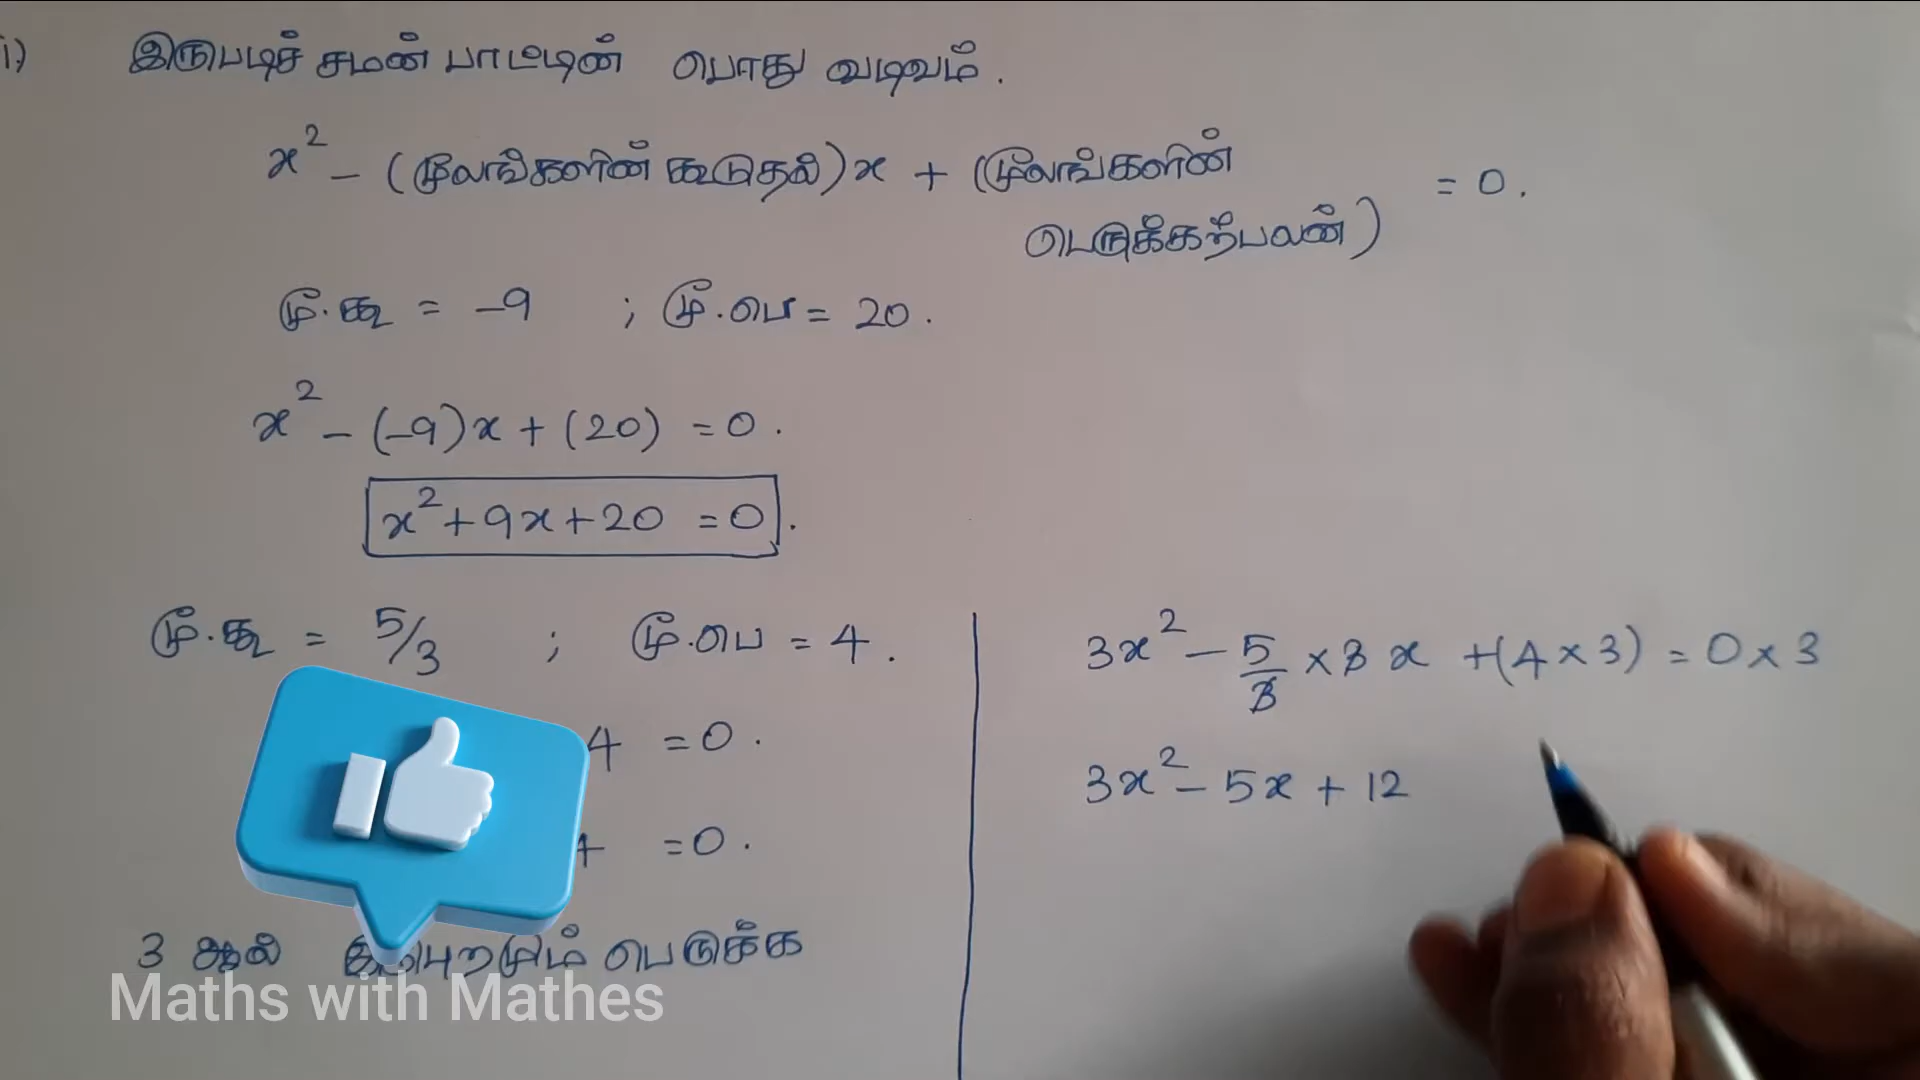 i) இருபடிச் சமன் பாட்டின் பொது வடிவம்.
x² - (மூலங்களின் கூடுதல்)x + (மூலங்களின் பெருக்கற்பலன்) = 0.
மூ.கூ = -9 ; மூ.பெ = 20.
x² - (-9)x + (20) = 0.
x² + 9x + 20 = 0.
மூ.கூ = 5/3 ; மூ.பெ = 4.
4 = 0.
= 0.
3 ஆல் இருபுறமும் பெருக்க
3x² - 5/3 × 3 x + (4 × 3) = 0 × 3
3x² - 5x + 12
Maths with Mathes